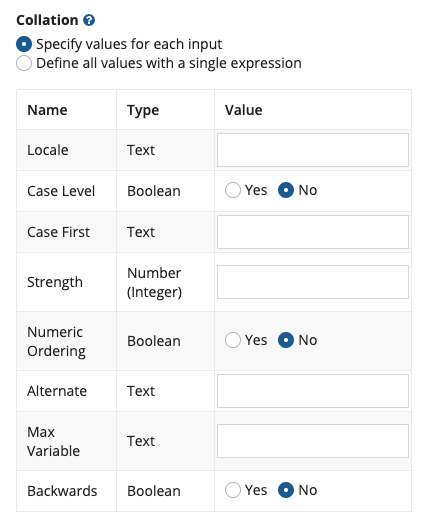 Collation ?
Specify values for each input
Define all values with a single expression
Name Type Value
Locale Text
Case Level Boolean Yes No
Case First Text
Strength Number
(Integer)
Numeric
Ordering Boolean Yes No
Alternate Text
Max
Variable Text
Backwards Boolean Yes No